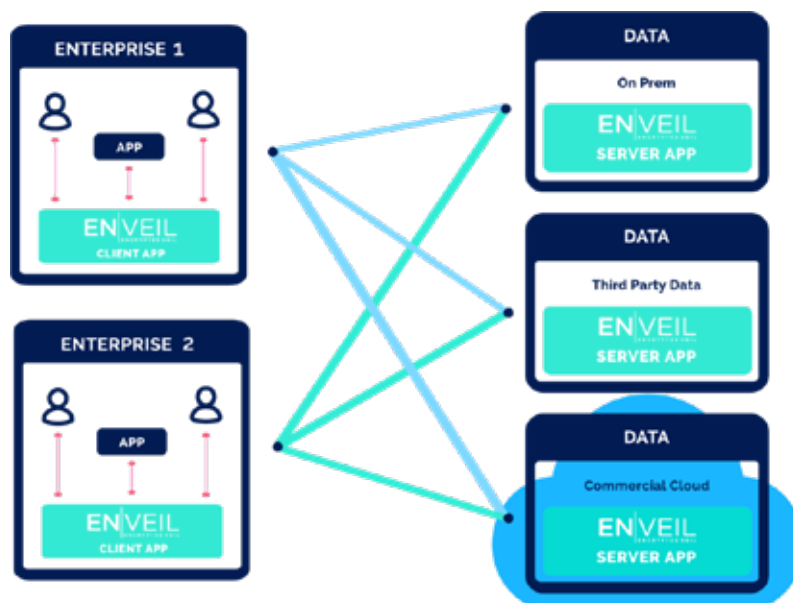 ENTERPRISE 1
APP
ENVEIL
CLIENT APP
ENTERPRISE 2
APP
ENVEIL
CLIENT APP
DATA
On Prem
ENVEIL
SERVER APP
DATA
Third Party Data
ENVEIL
SERVER APP
DATA
Commercial Cloud
ENVEIL
SERVER APP